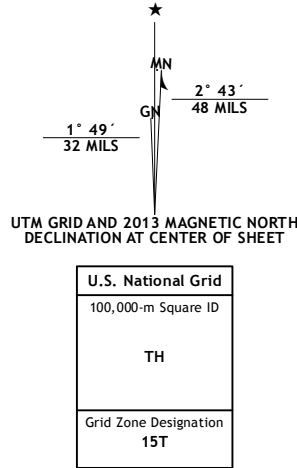 ★
MN
2° 43´
48 MILS
GN
1° 49´
32 MILS
UTM GRID AND 2013 MAGNETIC NORTH
DECLINATION AT CENTER OF SHEET
U.S. National Grid
100,000-m Square ID
TH
Grid Zone Designation
15T